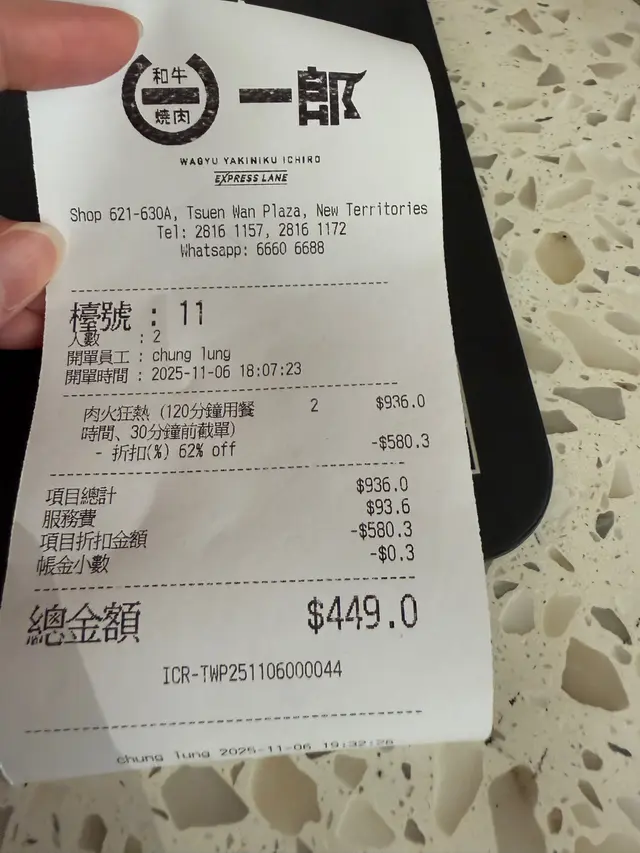 和牛
燒肉
一郎
WAGYU YAKINIKU ICHIRO
EXPRESS LANE
Shop 621-630A, Tsuen Wan Plaza, New Territories
Tel: 2816 1157, 2816 1172
Whatsapp: 6660 6688
檯號 : 11
人數 : 2
開單員工 : chung lung
開單時間 : 2025-11-06 18:07:23
肉火狂熱 (120分鐘用餐 2 $936.0
時間、30分鐘前截單)
- 折扣(%) 62% off -$580.3
項目總計 $936.0
服務費 $93.6
項目折扣金額 -$580.3
帳金小數 -$0.3
總金額 $449.0
ICR-TWP251106000044
chung lung 2025-11-06 19:32:26